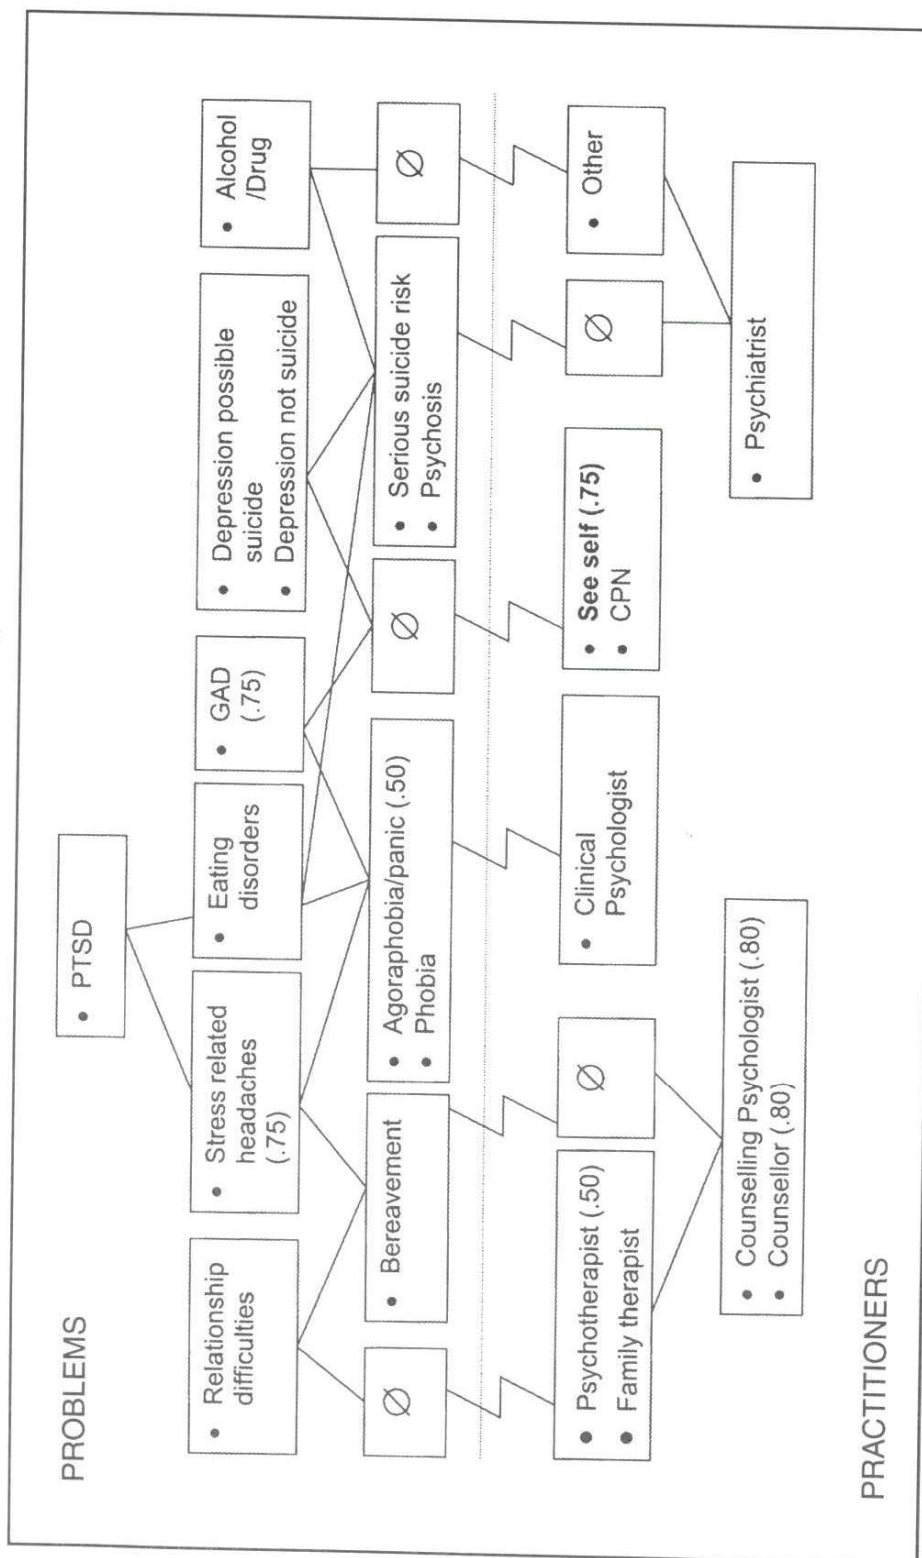 PROBLEMS
• PTSD
• Relationship
difficulties
• Stress related
headaches
(.75)
• Eating
disorders
• GAD
(.75)
• Depression possible
suicide
• Depression not suicide
• Alcohol
/Drug
Ø
• Bereavement
• Agoraphobia/panic (.50)
• Phobia
Ø
• Serious suicide risk
• Psychosis
Ø
• Psychotherapist (.50)
• Family therapist
Ø
• Clinical
Psychologist
• See self (.75)
• CPN
Ø
• Other
• Counselling Psychologist (.80)
• Counsellor (.80)
• Psychiatrist
PRACTITIONERS